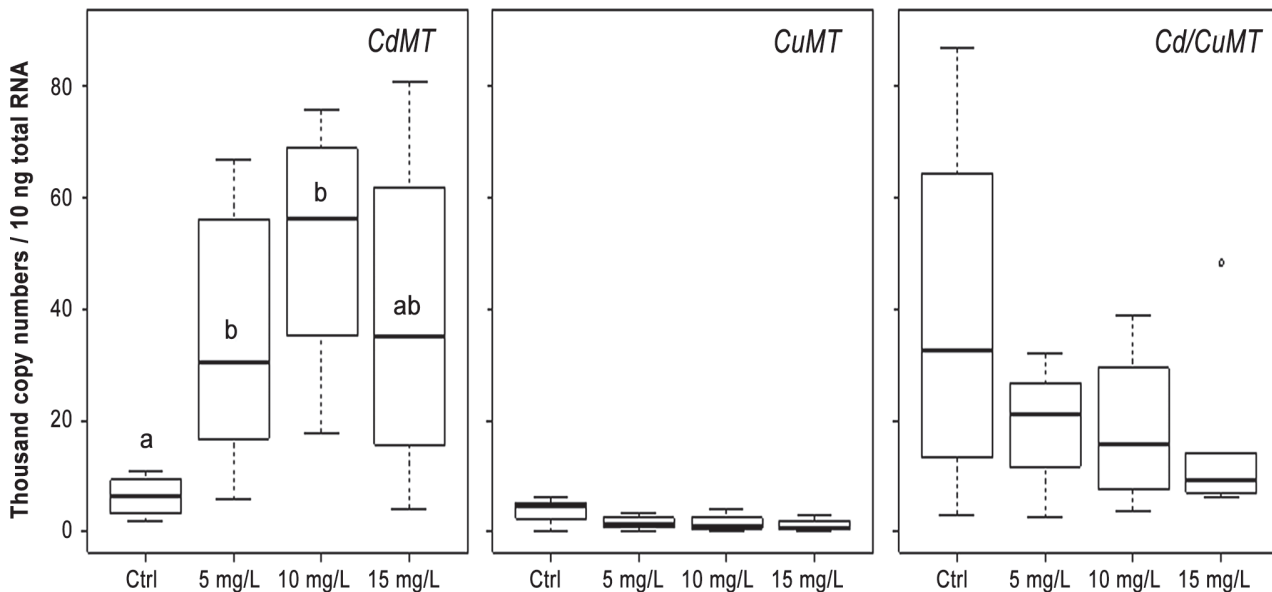 Thousand copy numbers / 10 ng total RNA
80
60
40
20
0
CdMT
a
b
b
ab
Ctrl 5 mg/L 10 mg/L 15 mg/L
CuMT
Ctrl 5 mg/L 10 mg/L 15 mg/L
Cd/CuMT
Ctrl 5 mg/L 10 mg/L 15 mg/L